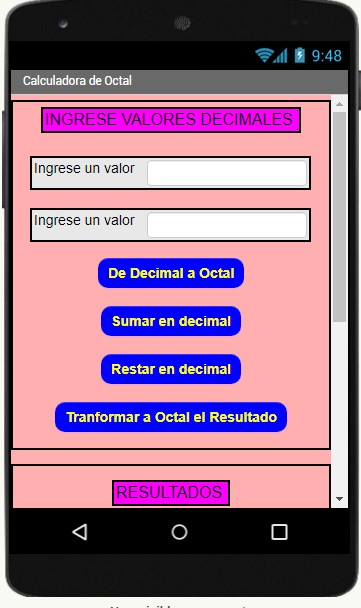 9:48
Calculadora de Octal
INGRESE VALORES DECIMALES
Ingrese un valor
Ingrese un valor
De Decimal a Octal
Sumar en decimal
Restar en decimal
Tranformar a Octal el Resultado
RESULTADOS